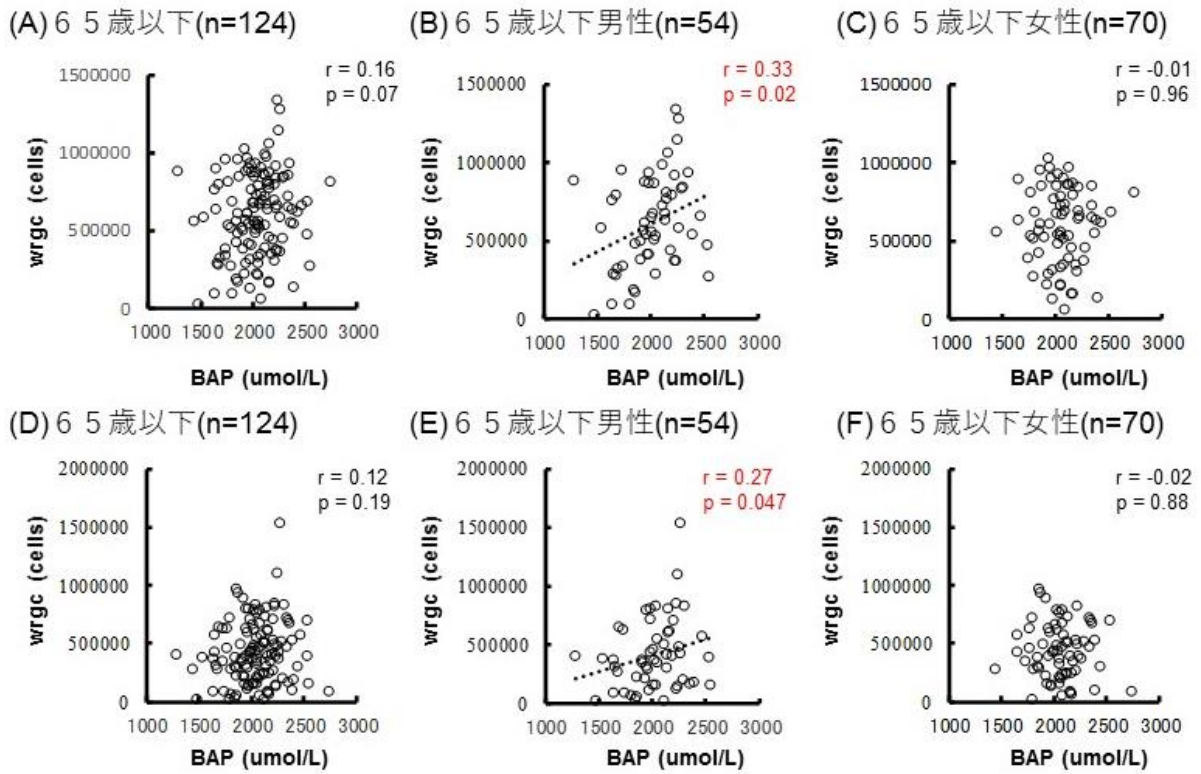 (A)６５歳以下(n=124)
r = 0.16
p = 0.07
1500000
1000000
500000
0
wrgc (cells)
1000 1500 2000 2500 3000
BAP (umol/L)
(B)６５歳以下男性(n=54)
r = 0.33
p = 0.02
1500000
1000000
500000
0
wrgc (cells)
1000 1500 2000 2500 3000
BAP (umol/L)
(C)６５歳以下女性(n=70)
r = -0.01
p = 0.96
1500000
1000000
500000
0
wrgc (cells)
1000 1500 2000 2500 3000
BAP (umol/L)
(D)６５歳以下(n=124)
r = 0.12
p = 0.19
2000000
1500000
1000000
500000
0
wrgc (cells)
1000 1500 2000 2500 3000
BAP (umol/L)
(E)６５歳以下男性(n=54)
r = 0.27
p = 0.047
2000000
1500000
1000000
500000
0
wrgc (cells)
1000 1500 2000 2500 3000
BAP (umol/L)
(F)６５歳以下女性(n=70)
r = -0.02
p = 0.88
2000000
1500000
1000000
500000
0
wrgc (cells)
1000 1500 2000 2500 3000
BAP (umol/L)